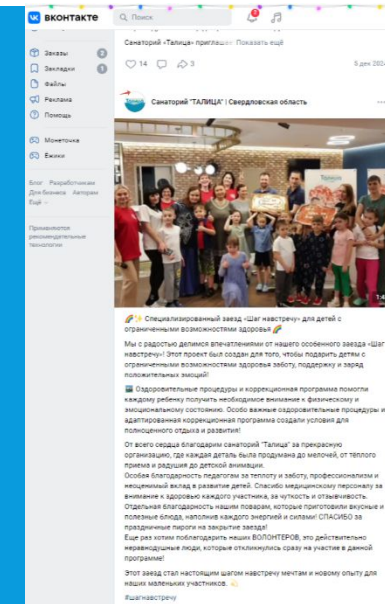 вконтакте
Поиск
Заказы
Закладки
Файлы
Реклама
Помощь
Монеточка
Ежики
Блог Разработчикам
Для бизнеса Авторам
Ещё
Применяются
рекомендательные
технологии
Санаторий «Талица» приглашает Показать ещё
14
3
Санаторий "ТАЛИЦА" | Свердловская область
Специализированный заезд «Шаг навстречу» для детей с
ограниченными возможностями здоровья
Мы с радостью делимся впечатлениями от нашего особенного заезда «Шаг
навстречу»! Этот проект был создан для того, чтобы подарить детям с
ограниченными возможностями здоровья заботу, поддержку и заряд
положительных эмоций!
Оздоровительные процедуры и коррекционная программа помогли
каждому ребенку получить необходимое внимание к физическому и
эмоциональному состоянию. Особо важные оздоровительные процедуры и
адаптированная коррекционная программа создали условия для
полноценного отдыха и развития!
От всего сердца благодарим санаторий "Талица" за прекрасную
организацию, где каждая деталь была продумана до мелочей, от тёплого
приема и радушия до детской анимации.
Особая благодарность педагогам за теплоту и заботу, профессионализм и
неоценимый вклад в развитие детей. Спасибо медицинскому персоналу за
внимание к здоровью каждого участника, за чуткость и отзывчивость.
Отдельная благодарность нашим поварам, которые приготовили вкусные и
полезные блюда, наполнив каждого энергией и силами! СПАСИБО за
праздничные пироги на закрытие заезда!
Еще раз хотим поблагодарить наших ВОЛОНТЕРОВ, это действительно
неравнодушные люди, которые откликнулись сразу на участие в данной
программе!
Этот заезд стал настоящим шагом навстречу мечтам и новому опыту для
наших маленьких участников.
#шагнавстречу